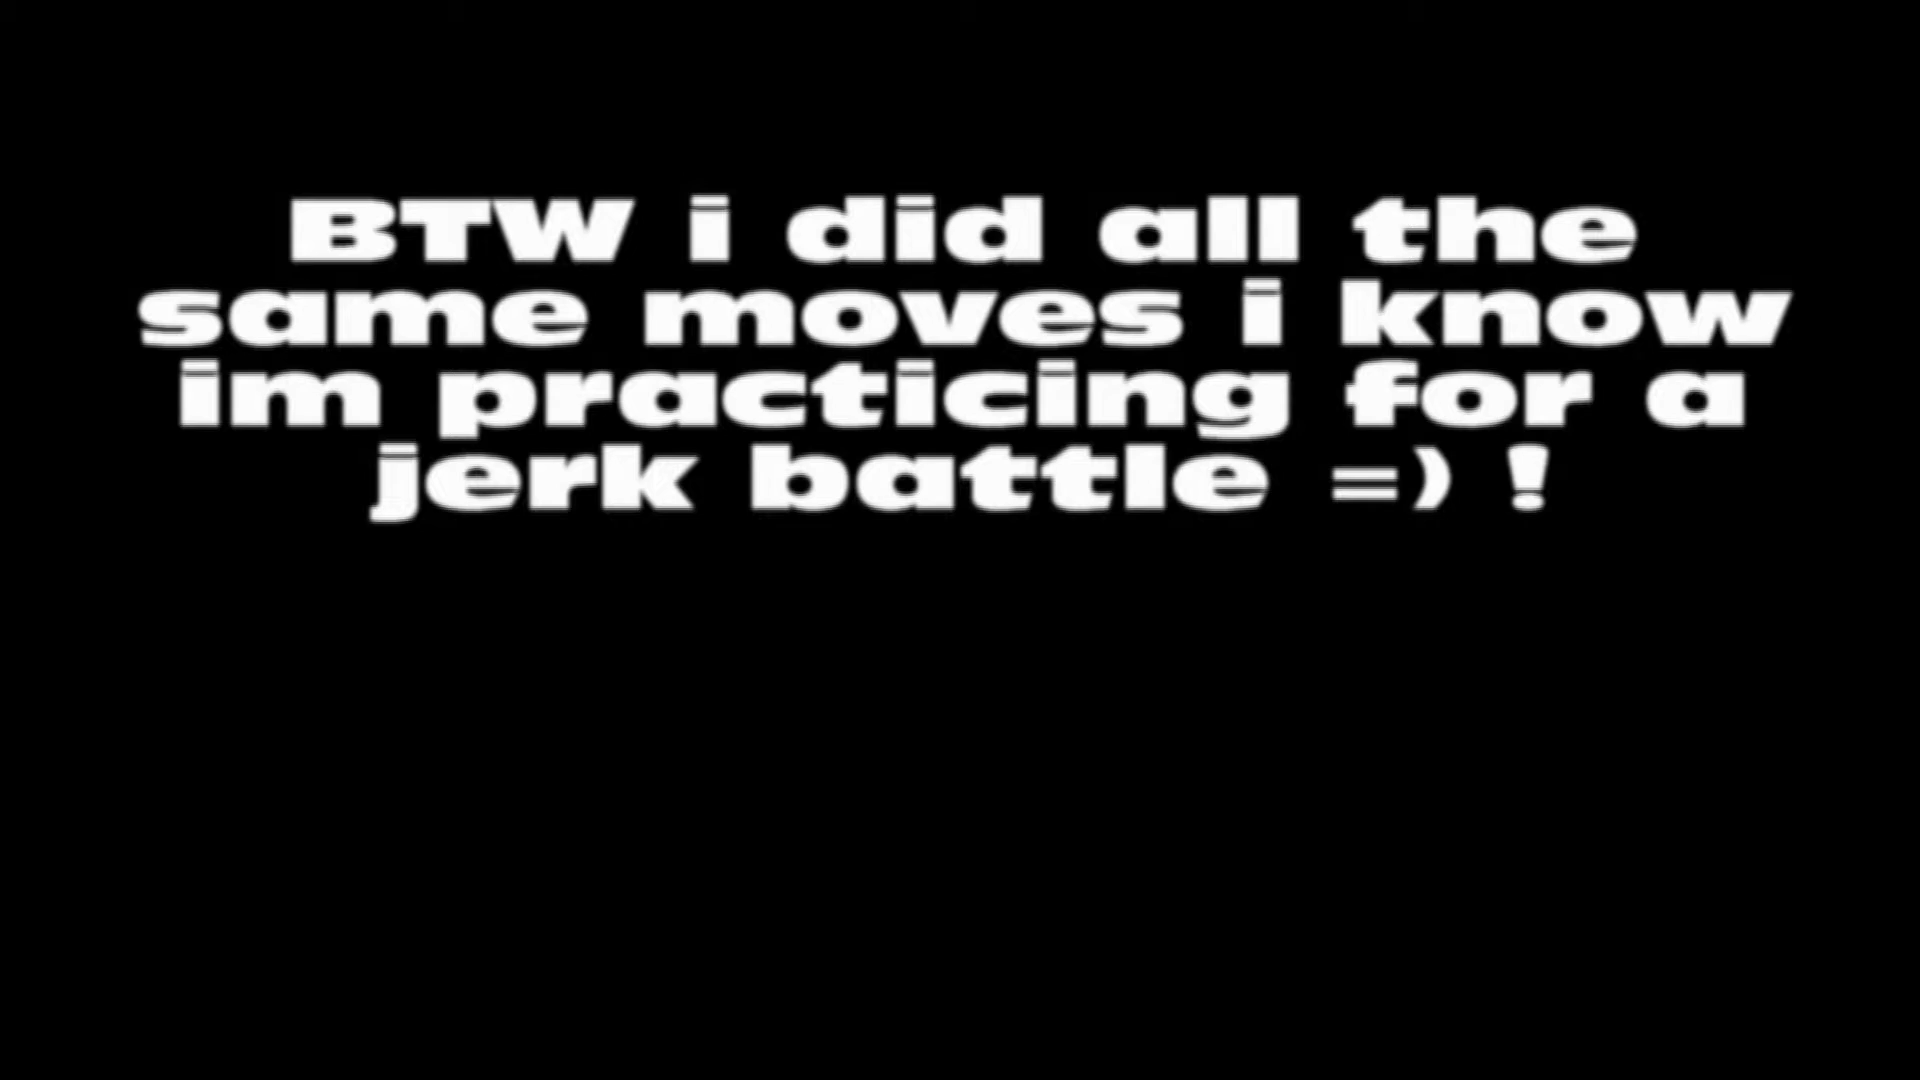 BTW i did all the
same moves i know
im practicing for a
jerk battle =) !